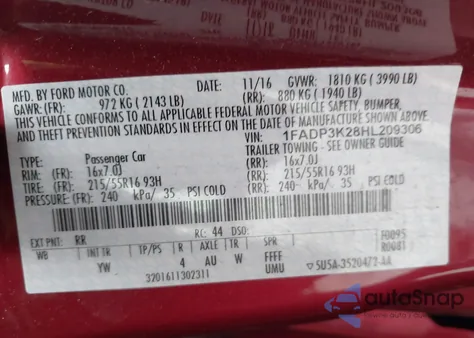 MFD. BY FORD MOTOR CO. DATE: 11/16 GVWR: 1810 KG ( 3990 LB)
GAWR: (FR): 972 KG ( 2143 LB) (RR): 880 KG ( 1940 LB)
THIS VEHICLE CONFORMS TO ALL APPLICABLE FEDERAL MOTOR VEHICLE SAFETY, BUMPER,
AND THEFT PREVENTION STANDARDS IN EFFECT ON THE DATE OF MANUFACTURE SHOWN ABOVE.
VIN: 1FADP3K28HL209306
TYPE: Passenger Car TRAILER TOWING - SEE OWNER GUIDE
RIM: (FR): 16x7.0J (RR): 16x7.0J
TIRE: (FR): 215/55R16 93H (RR): 215/55R16 93H
PRESSURE: (FR): 240 kPa/ 35 PSI COLD (RR): 240 kPa/ 35 PSI COLD
EXT PNT: RR RC: 44 DSO: F0095
WB INT TR TP/PS R AXLE TR SPR R0081
YW 4 AU W FFFF
UMU
3201611302311 5U5A-3520472-AA
autoSnap